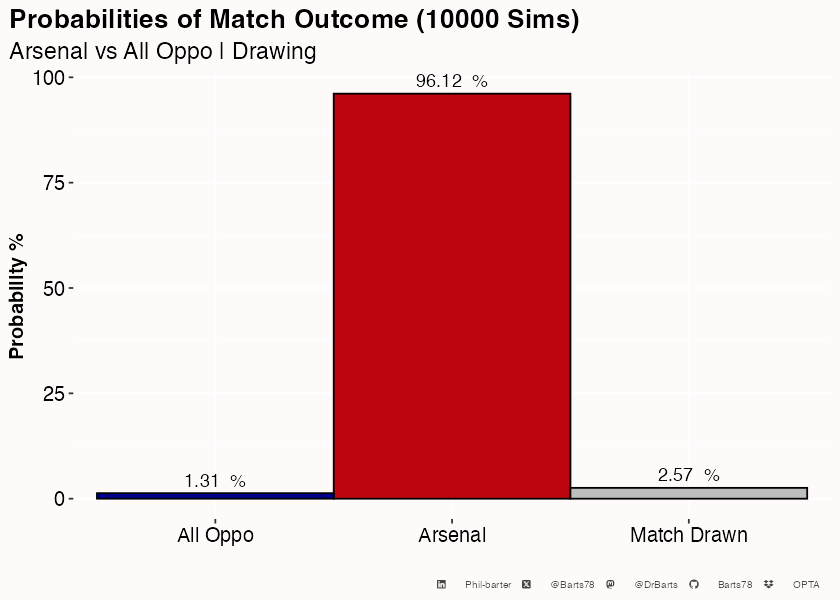 Probabilities of Match Outcome (10000 Sims)
Arsenal vs All Oppo | Drawing
100
96.12 %
75
Probability %
50
25
1.31 %
2.57 %
0
All Oppo Arsenal Match Drawn
Phil-barter @Barts78 @DrBarts Barts78 OPTA